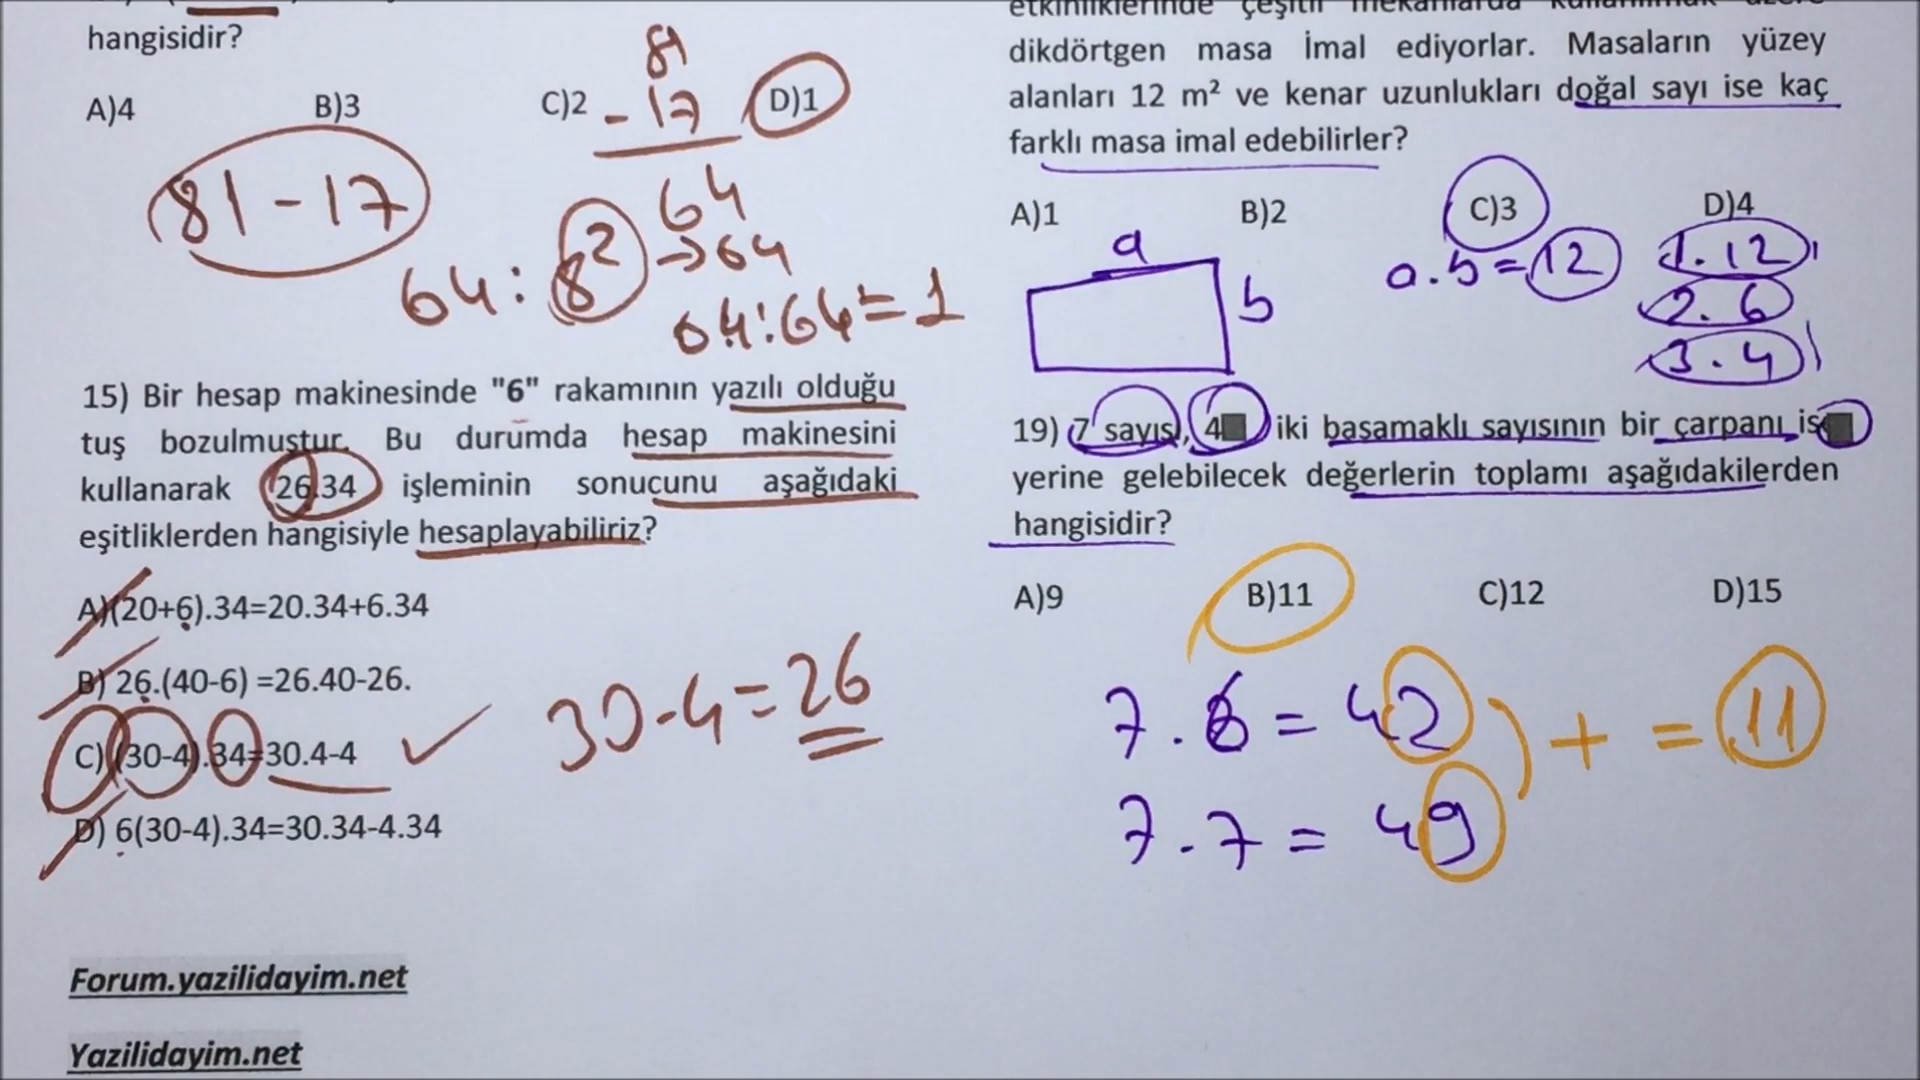 hangisidir?
A)4 B)3 C)2 D)1
81
- 17
64
81-17
64 : 8² → 64
64:64=1
15) Bir hesap makinesinde "6" rakamının yazılı olduğu
tuş bozulmuştur. Bu durumda hesap makinesini
kullanarak 26.34 işleminin sonucunu aşağıdaki
eşitliklerden hangisiyle hesaplayabiliriz?
A)(20+6).34=20.34+6.34
B) 26.(40-6) =26.40-26.
C) (30-4).34=30.4-4
D) 6(30-4).34=30.34-4.34
30-4=26
Forum.yazilidayim.net
Yazilidayim.net
etkinliklerinde çeşitli mekanlarda kullanılmak üzere
dikdörtgen masa İmal ediyorlar. Masaların yüzey
alanları 12 m² ve kenar uzunlukları doğal sayı ise kaç
farklı masa imal edebilirler?
A)1 B)2 C)3 D)4
a
b
a.b=12
1.12
2.6
3.4
19) 7 sayısı, 4■ iki basamaklı sayısının bir çarpanı is ■
yerine gelebilecek değerlerin toplamı aşağıdakilerden
hangisidir?
A)9 B)11 C)12 D)15
7.6=42
7.7=49
+ = 11